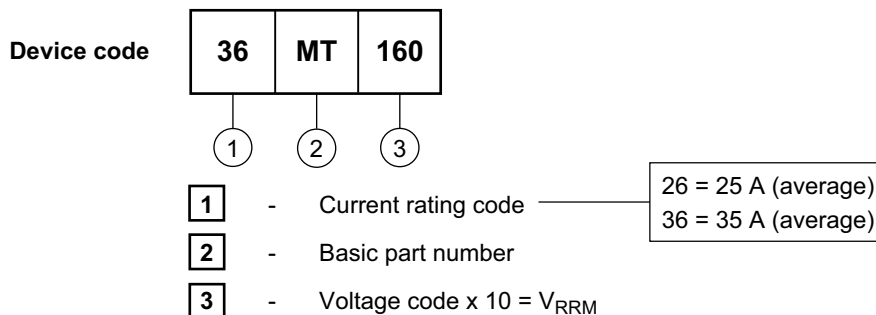 Device code 36 MT 160
1 2 3
1 - Current rating code
26 = 25 A (average)
36 = 35 A (average)
2 - Basic part number
3 - Voltage code x 10 = VRRM